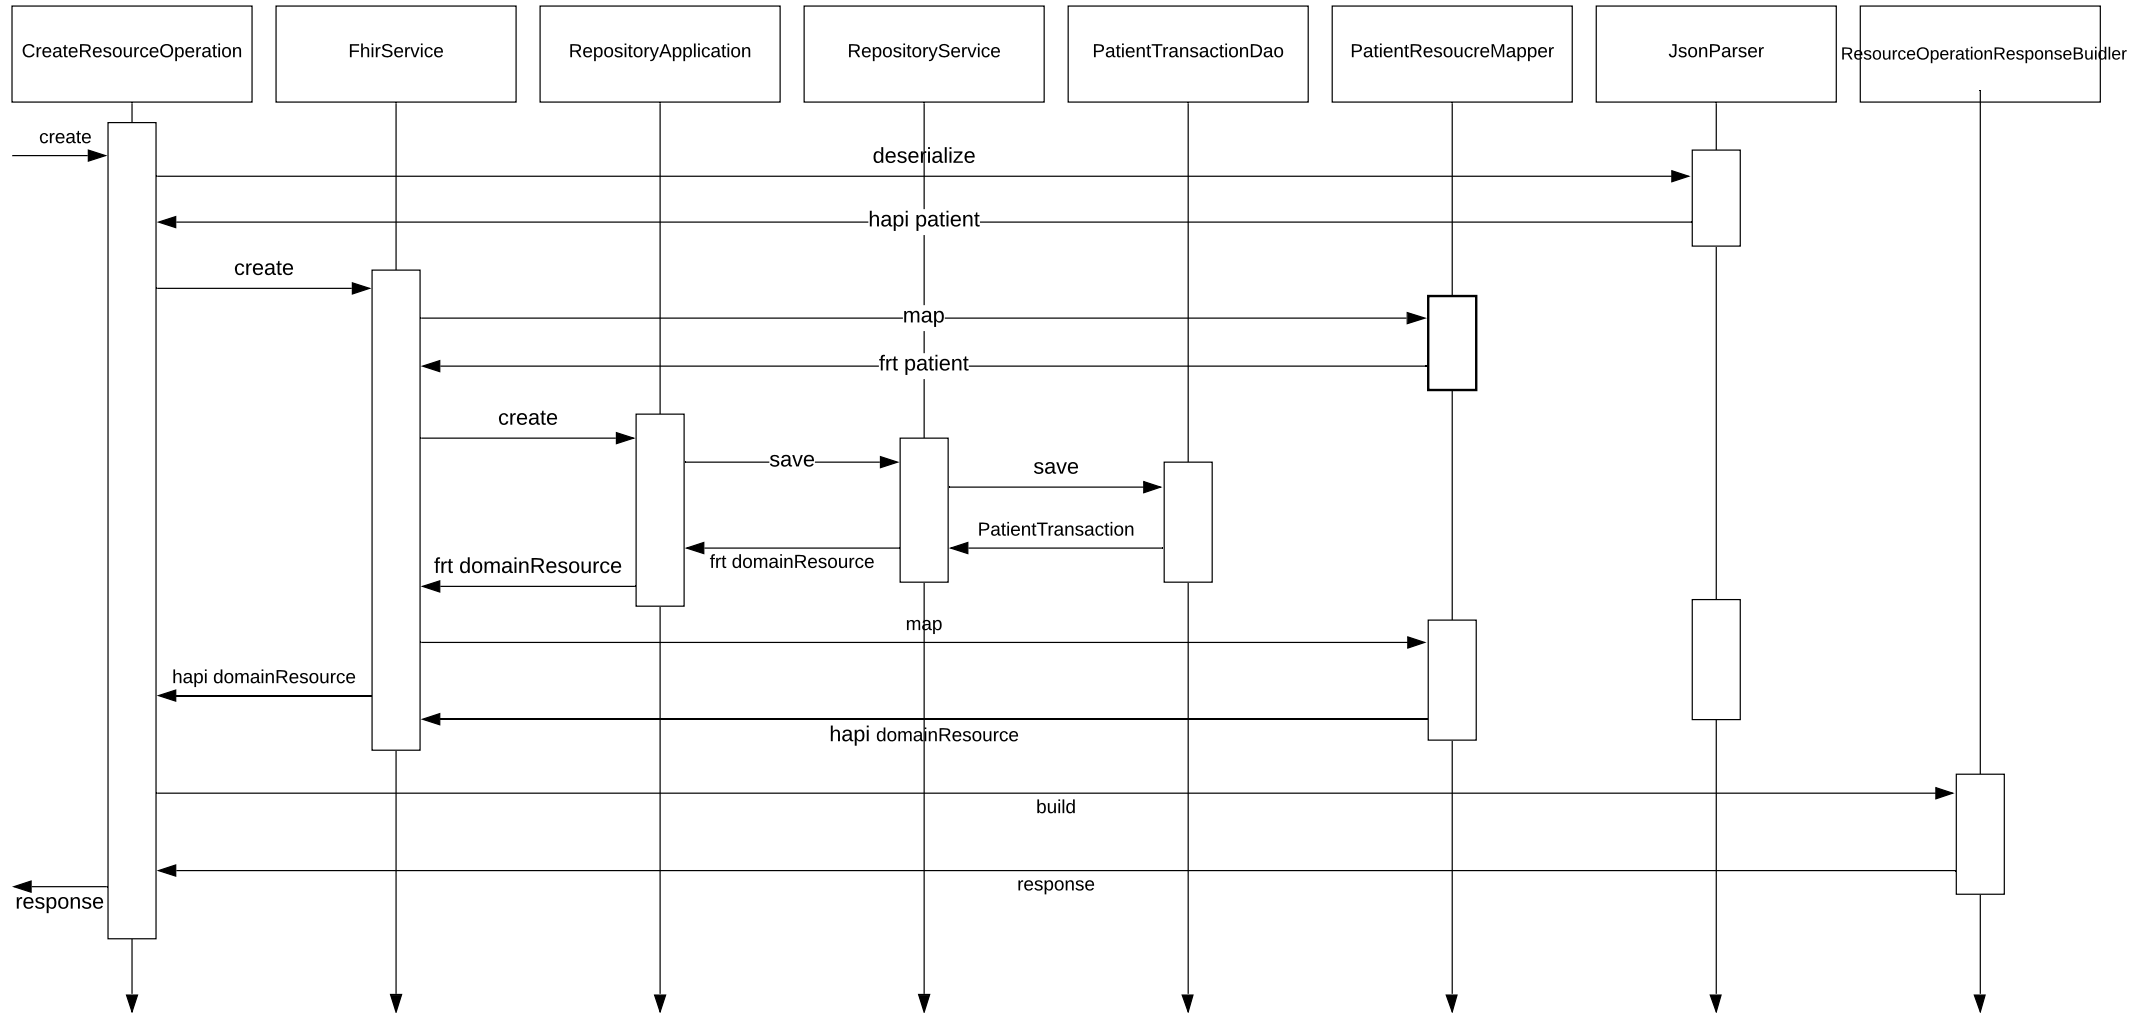 CreateResourceOperation
FhirService
RepositoryApplication
RepositoryService
PatientTransactionDao
PatientResoucreMapper
JsonParser
ResourceOperationResponseBuidler
create
deserialize
hapi patient
create
map
frt patient
create
save
save
PatientTransaction
frt domainResource
frt domainResource
map
hapi domainResource
hapi domainResource
build
response
response